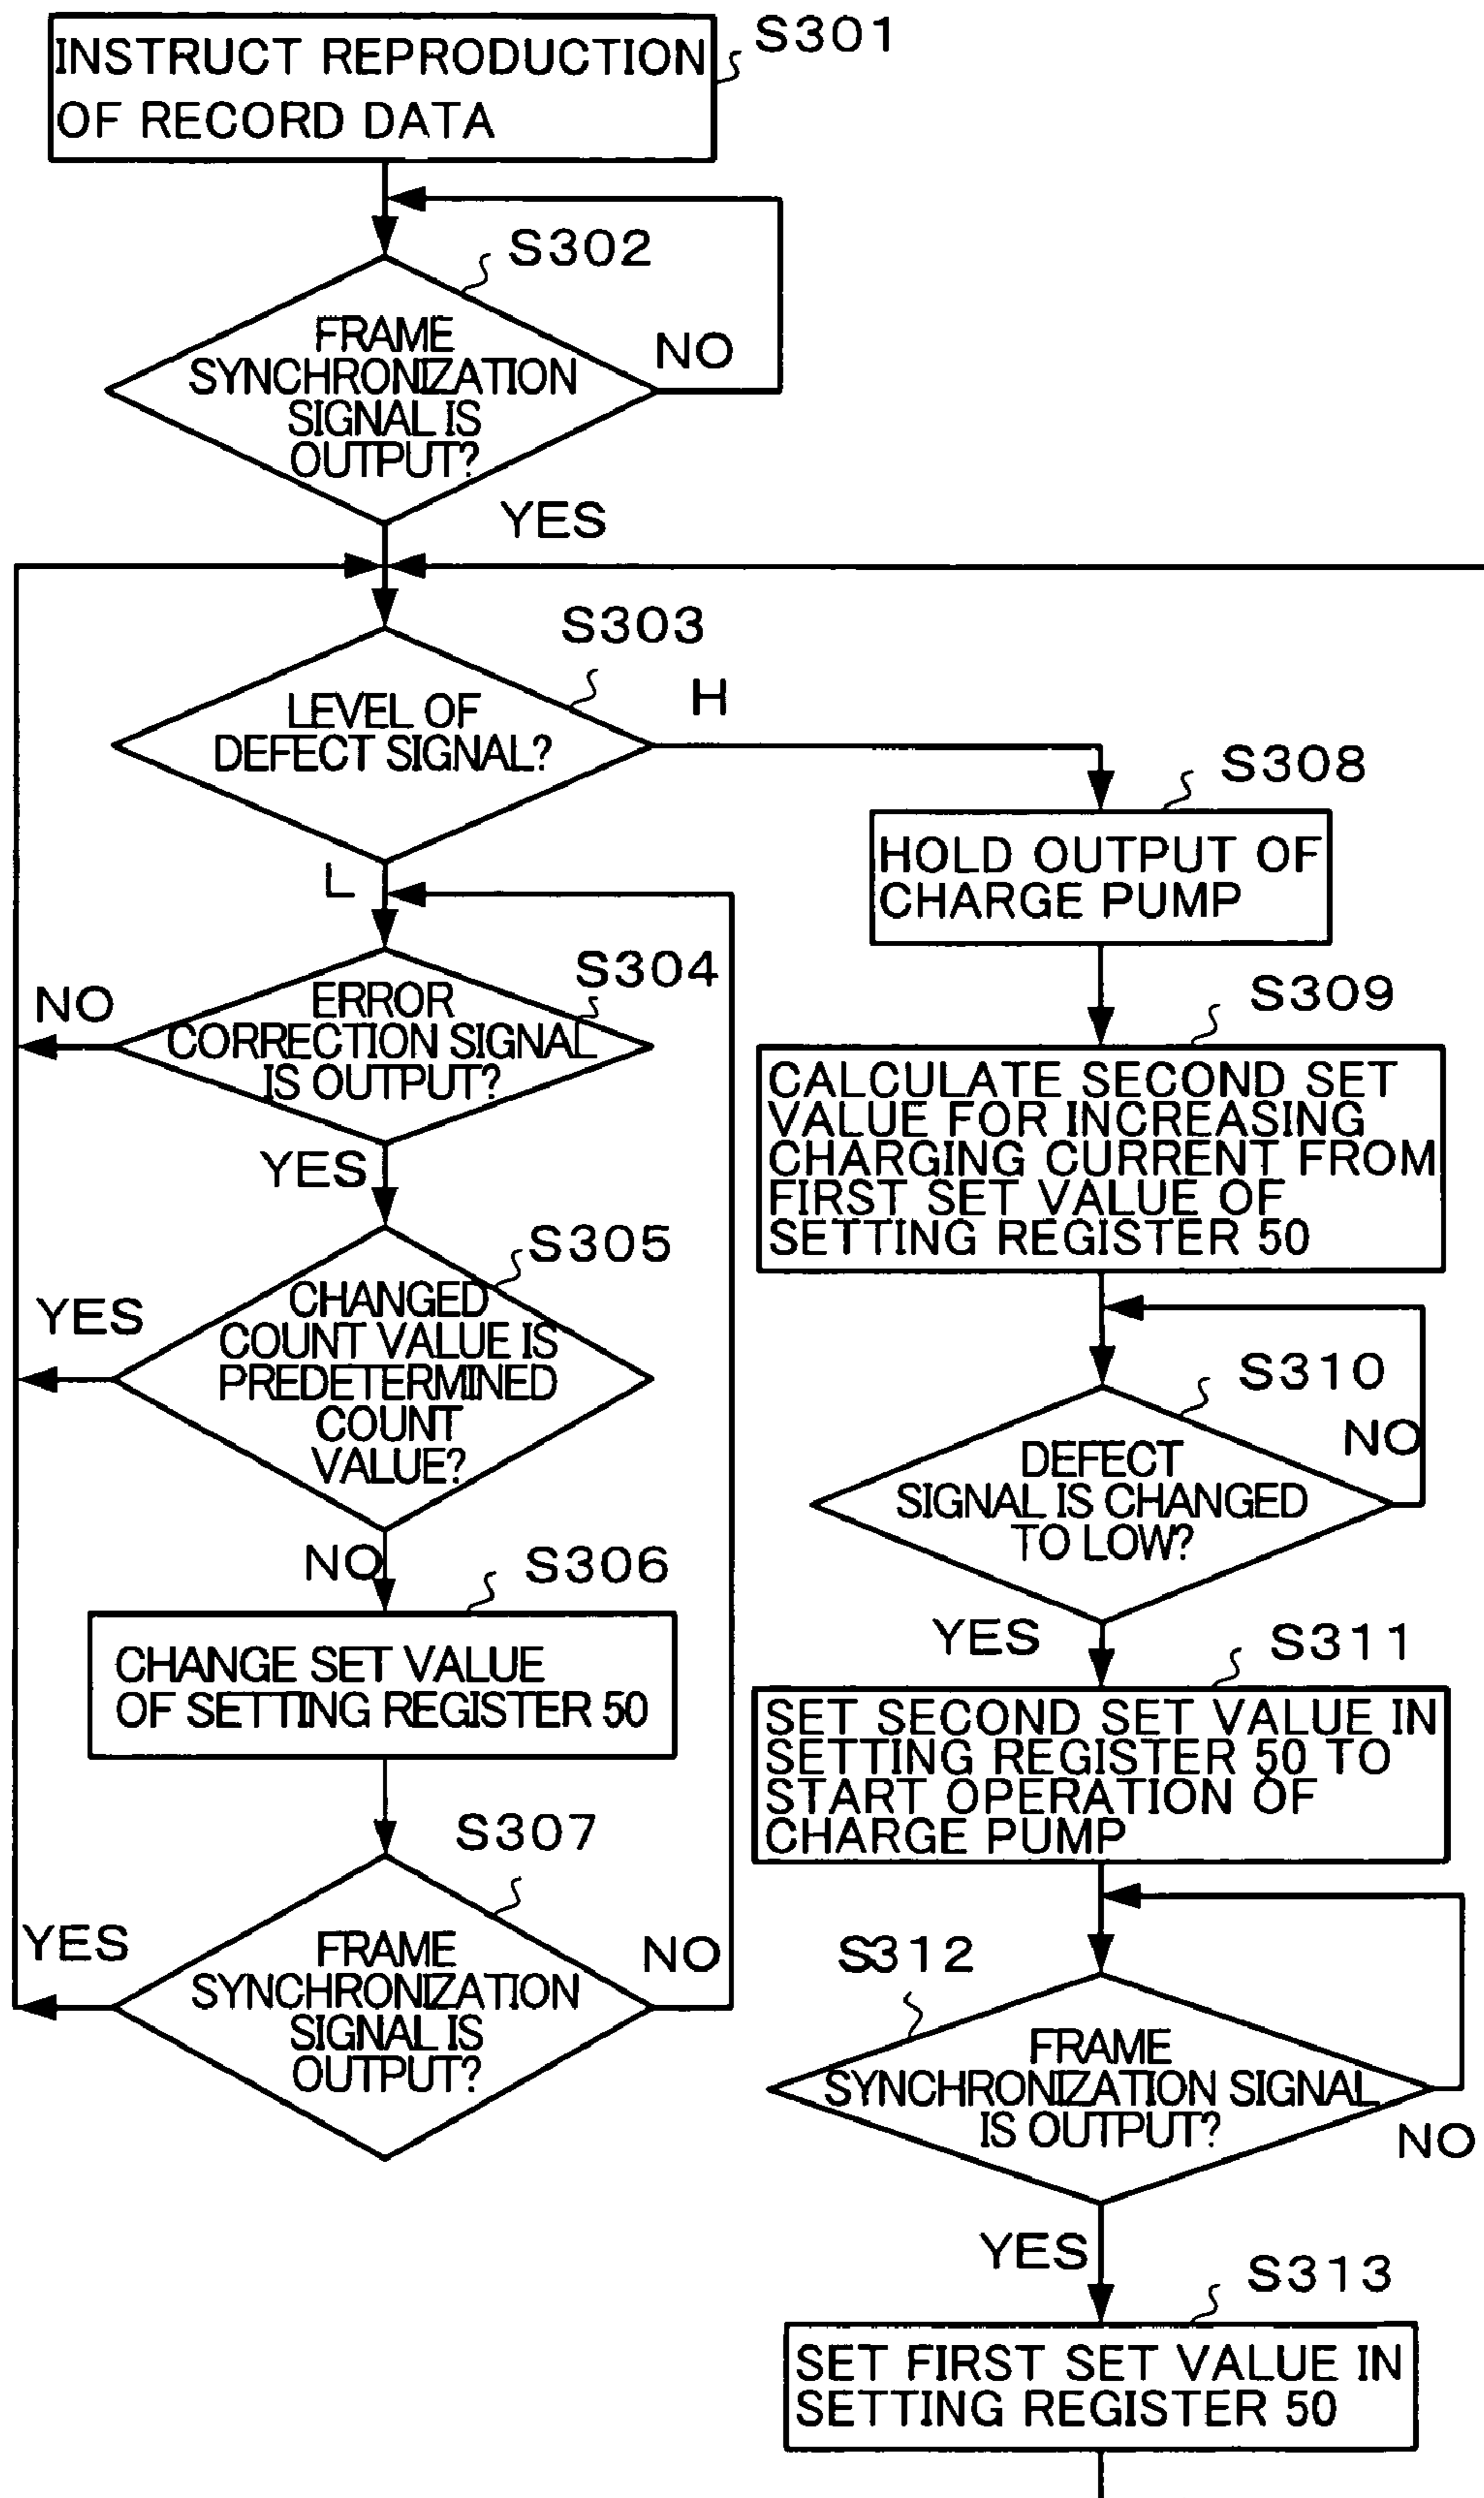 INSTRUCT REPRODUCTION
OF RECORD DATA
S301
S302
FRAME
SYNCHRONIZATION
SIGNAL IS
OUTPUT?
NO
YES
S303
LEVEL OF
DEFECT SIGNAL?
H
L
S304
ERROR
CORRECTION SIGNAL
IS OUTPUT?
NO
YES
S305
CHANGED
COUNT VALUE IS
PREDETERMINED
COUNT
VALUE?
YES
NO
S306
CHANGE SET VALUE
OF SETTING REGISTER 50
S307
FRAME
SYNCHRONIZATION
SIGNAL IS
OUTPUT?
YES
NO
S308
HOLD OUTPUT OF
CHARGE PUMP
S309
CALCULATE SECOND SET
VALUE FOR INCREASING
CHARGING CURRENT FROM
FIRST SET VALUE OF
SETTING REGISTER 50
S310
DEFECT
SIGNAL IS CHANGED
TO LOW?
NO
YES
S311
SET SECOND SET VALUE IN
SETTING REGISTER 50 TO
START OPERATION OF
CHARGE PUMP
S312
FRAME
SYNCHRONIZATION SIGNAL
IS OUTPUT?
NO
YES
S313
SET FIRST SET VALUE IN
SETTING REGISTER 50